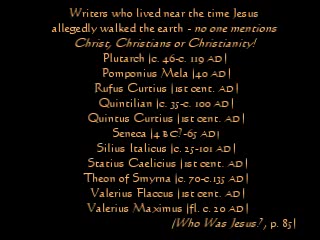 Writers who lived near the time Jesus
allegedly walked the earth - no one mentions
Christ, Christians or Christianity!
Plutarch [c. 46-c. 119 AD]
Pomponius Mela [40 AD]
Rufus Curtius [1st cent. AD]
Quintilian [c. 35-c. 100 AD]
Quintus Curtius [1st cent. AD]
Seneca [4 BC?-65 AD]
Silius Italicus [c. 25-101 AD]
Statius Caelicius [1st cent. AD]
Theon of Smyrna [c. 70-c.135 AD]
Valerius Flaccus [1st cent. AD]
Valerius Maximus [fl. c. 20 AD]
[Who Was Jesus?, p. 85]